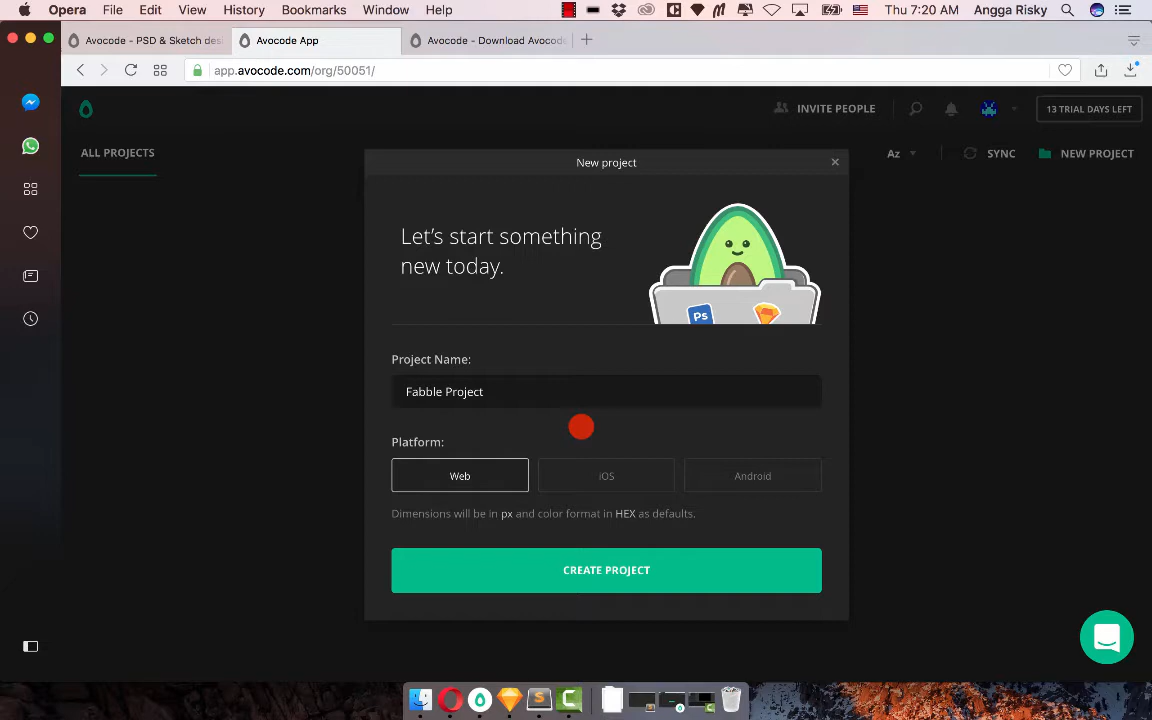 Opera File Edit View History Bookmarks Window Help Thu 7:20 AM Angga Risky
Avocode - PSD & Sketch des
Avocode App
Avocode - Download Avocod
app.avocode.com/org/50051/
INVITE PEOPLE
13 TRIAL DAYS LEFT
ALL PROJECTS
Az
SYNC
NEW PROJECT
New project
Let's start something
new today.
Ps
Project Name:
Fabble Project
Platform:
Web
iOS
Android
Dimensions will be in px and color format in HEX as defaults.
CREATE PROJECT